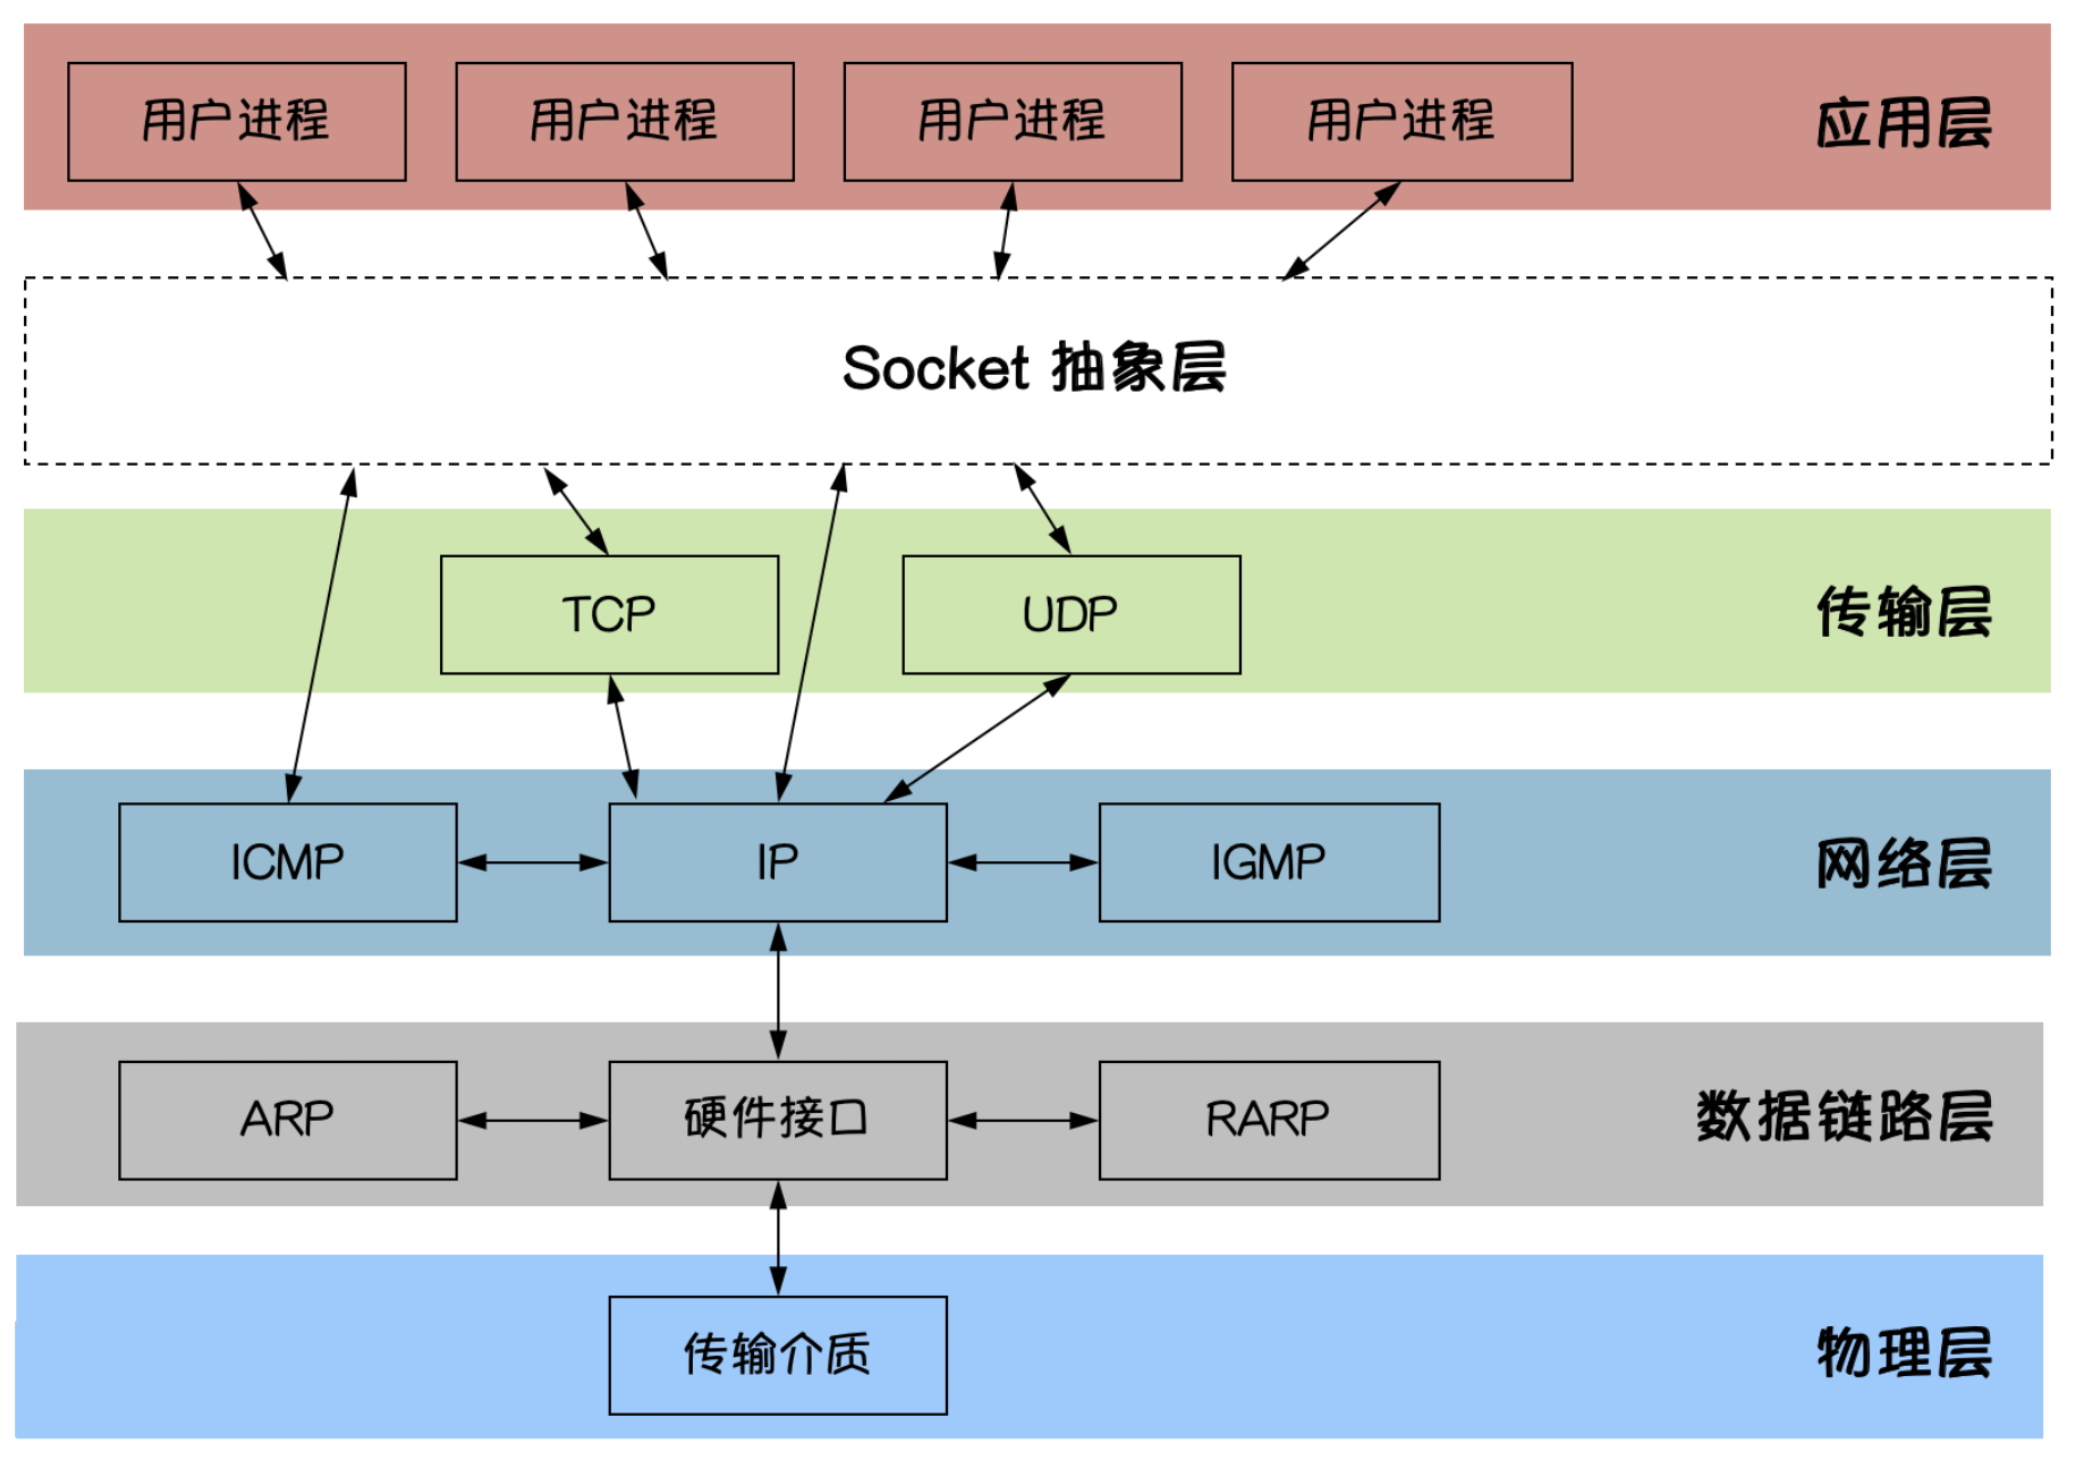 用户进程
用户进程
用户进程
用户进程
应用层
Socket 抽象层
TCP
UDP
传输层
ICMP
IP
IGMP
网络层
ARP
硬件接口
RARP
数据链路层
传输介质
物理层